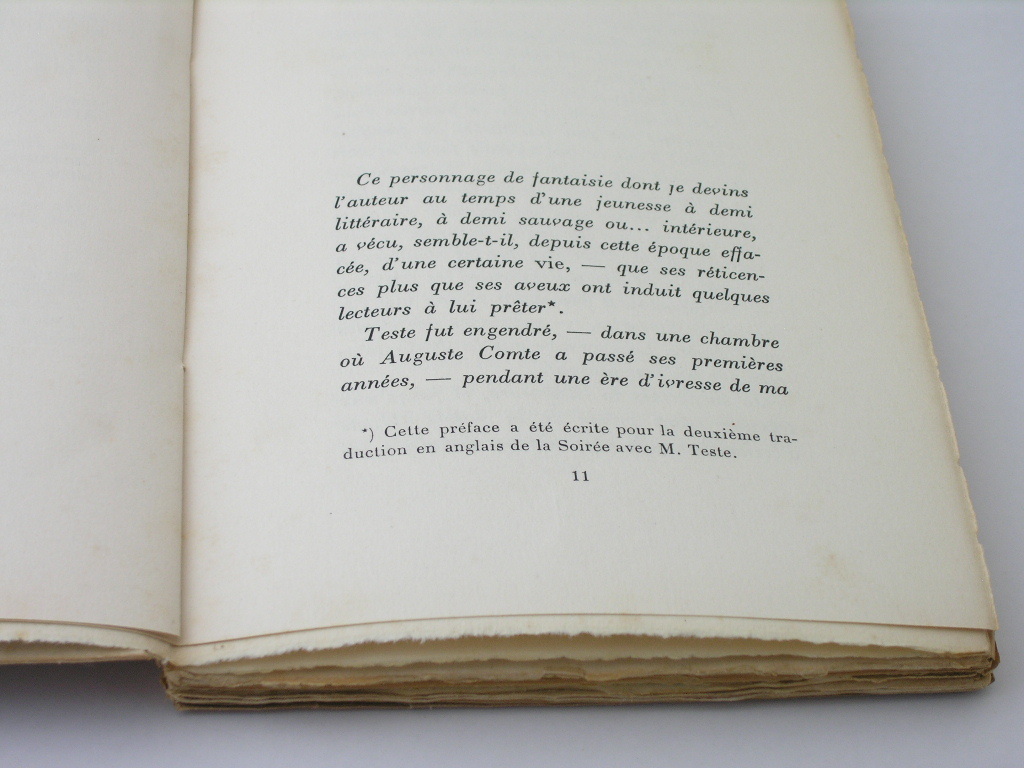 Ce personnage de fantaisie dont je devins
l'auteur au temps d'une jeunesse à demi
littéraire, à demi sauvage ou... intérieure,
a vécu, semble-t-il, depuis cette époque effa-
cée, d'une certaine vie, — que ses réticen-
ces plus que ses aveux ont induit quelques
lecteurs à lui prêter*.
Teste fut engendré, — dans une chambre
où Auguste Comte a passé ses premières
années, — pendant une ère d'ivresse de ma
*) Cette préface a été écrite pour la deuxième tra-
duction en anglais de la Soirée avec M. Teste.
11